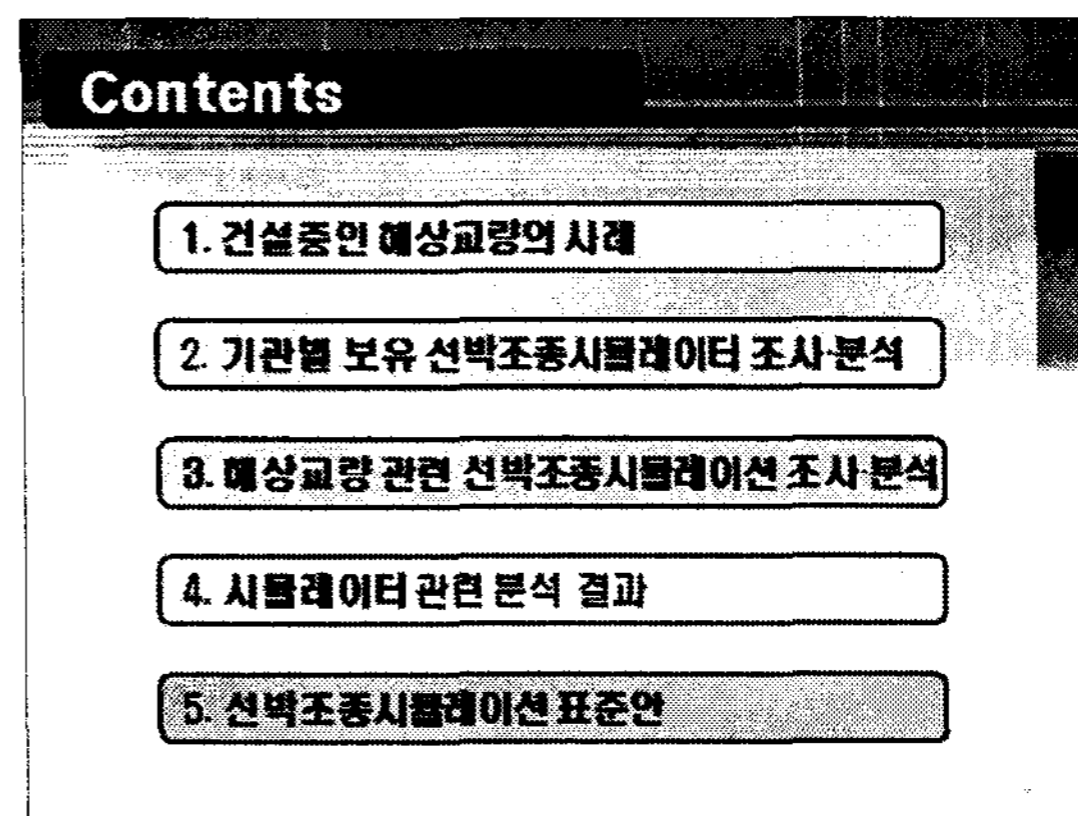 Contents
1. 건설중인 해상교량의 사례
2. 기관별 보유 선박조종시뮬레이터 조사·분석
3. 해상교량 관련 선박조종시뮬레이션 조사·분석
4. 시뮬레이터 관련 분석 결과
5. 선박조종시뮬레이션 표준안